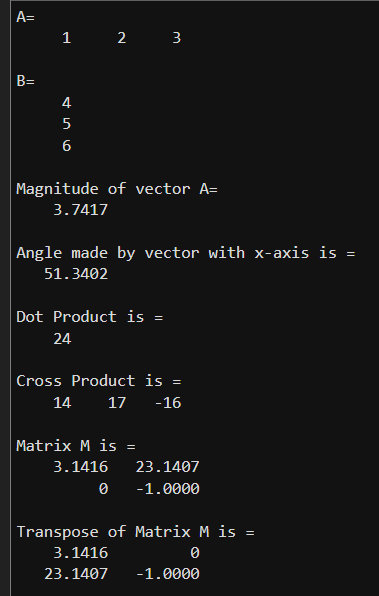 A=
1 2 3
B=
4
5
6
Magnitude of vector A=
3.7417
Angle made by vector with x-axis is =
51.3402
Dot Product is =
24
Cross Product is =
14 17 -16
Matrix M is =
3.1416 23.1407
0 -1.0000
Transpose of Matrix M is =
3.1416 0
23.1407 -1.0000